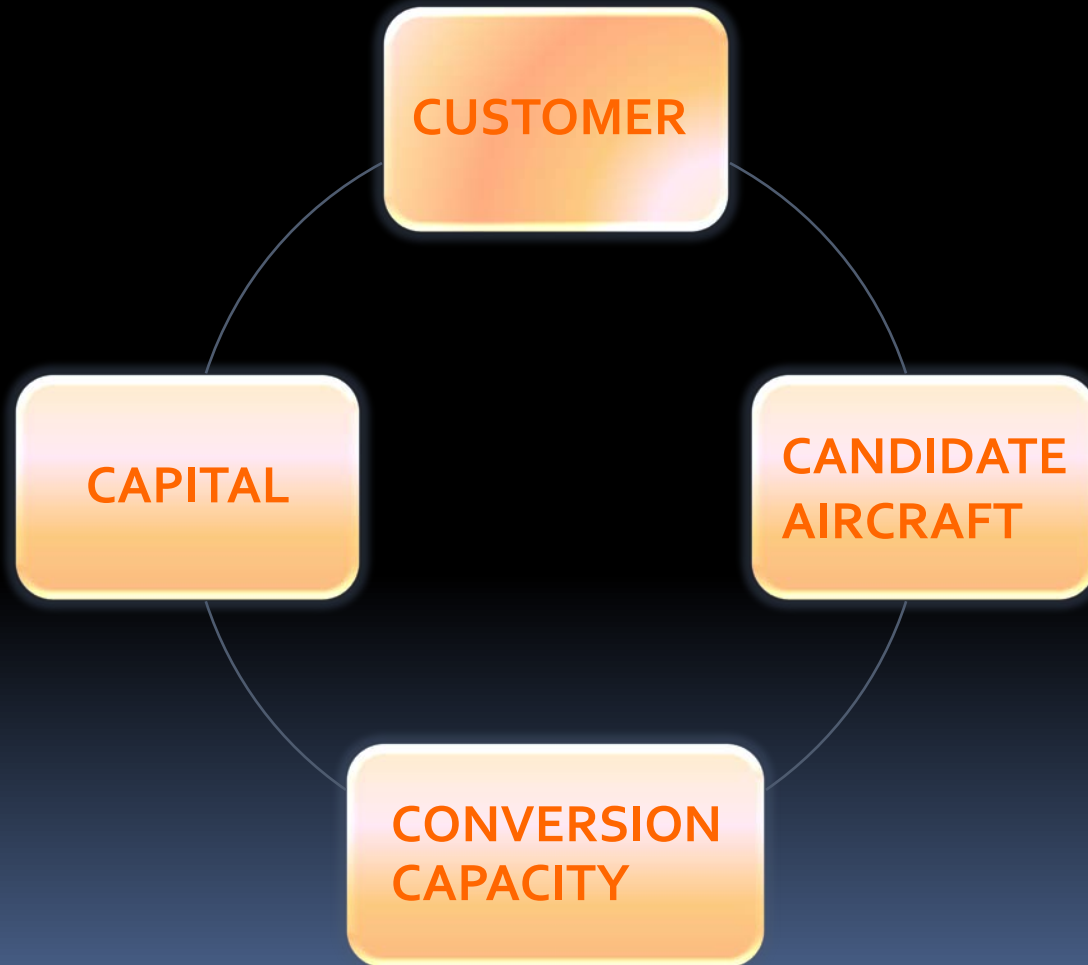 CUSTOMER
CAPITAL
CANDIDATE
AIRCRAFT
CONVERSION
CAPACITY